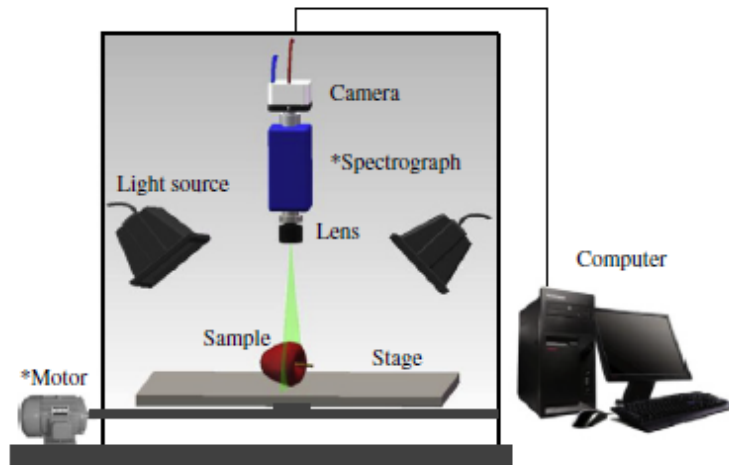 Camera
*Spectrograph
Light source
Lens
Computer
Sample
Stage
*Motor